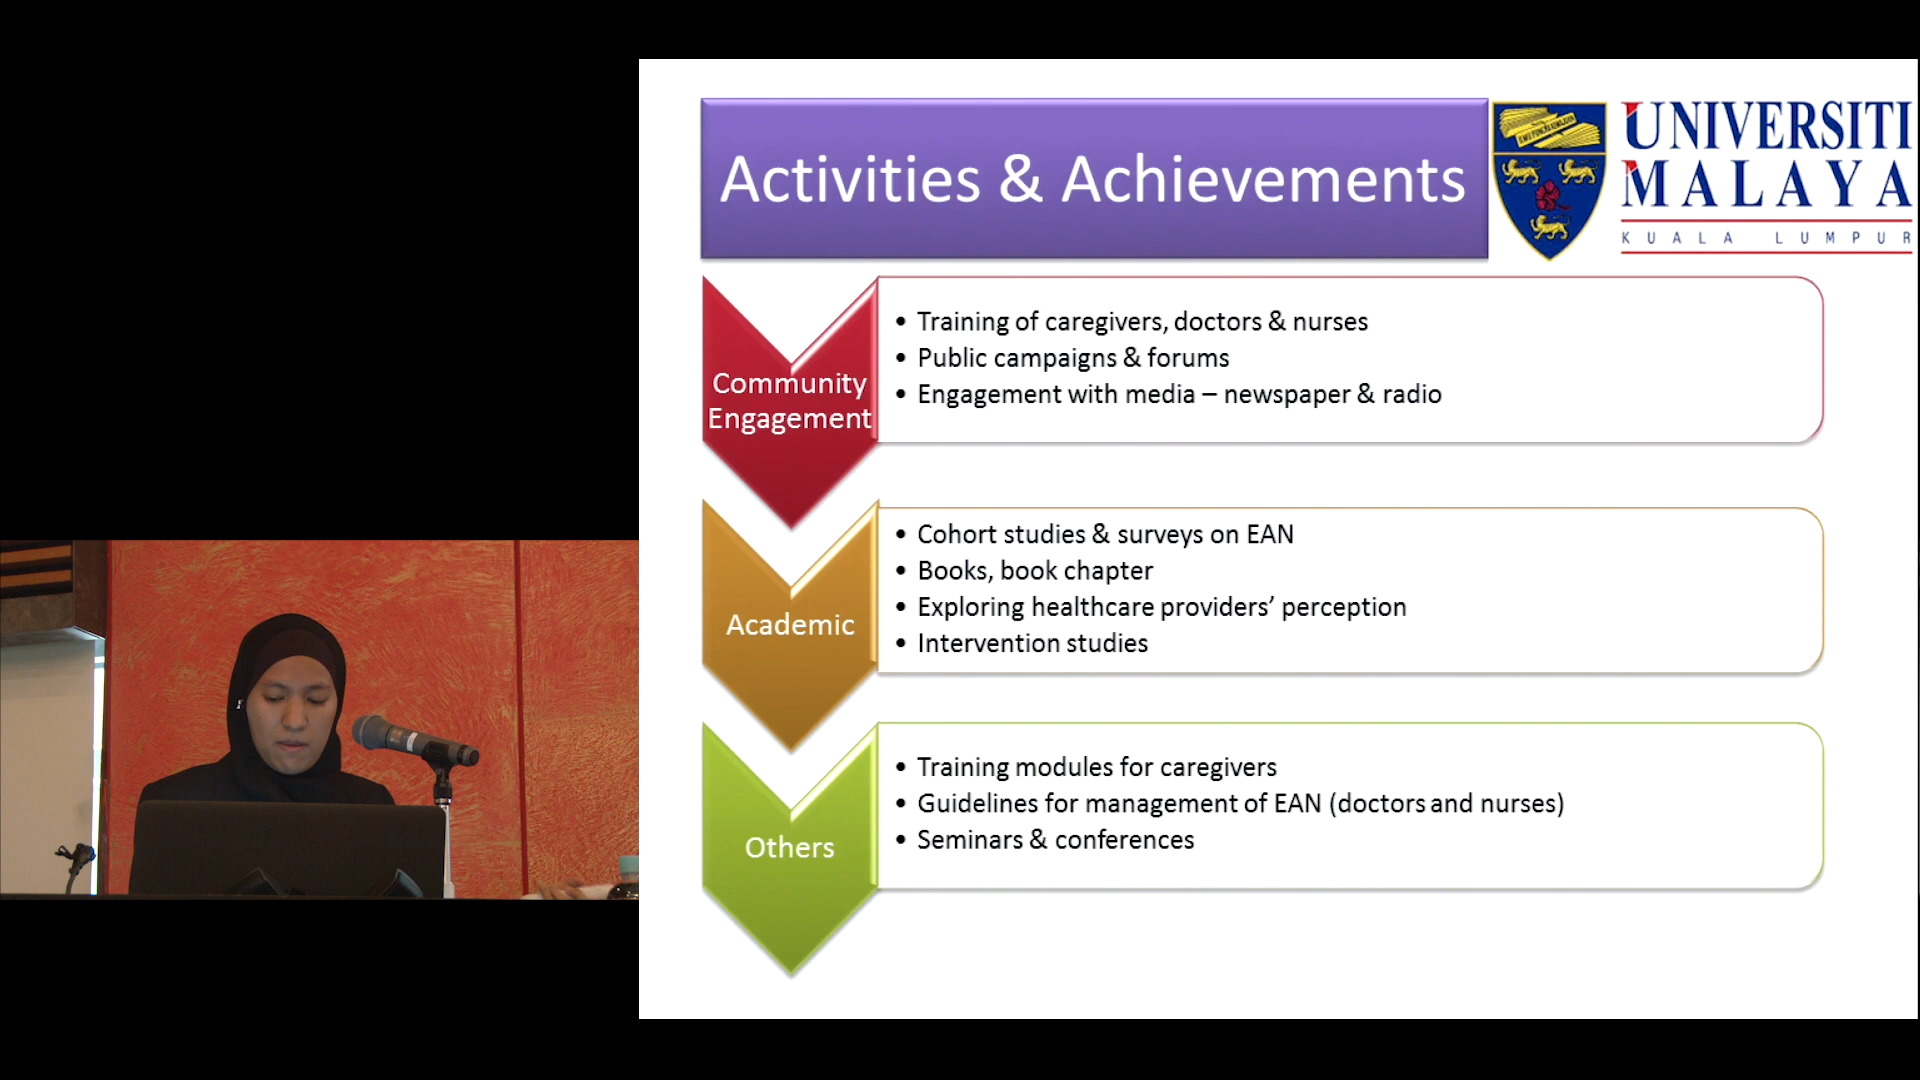 Activities & Achievements
UNIVERSITI
MALAYA
KUALA LUMPUR
Community
Engagement
• Training of caregivers, doctors & nurses
• Public campaigns & forums
• Engagement with media – newspaper & radio
Academic
• Cohort studies & surveys on EAN
• Books, book chapter
• Exploring healthcare providers’ perception
• Intervention studies
Others
• Training modules for caregivers
• Guidelines for management of EAN (doctors and nurses)
• Seminars & conferences